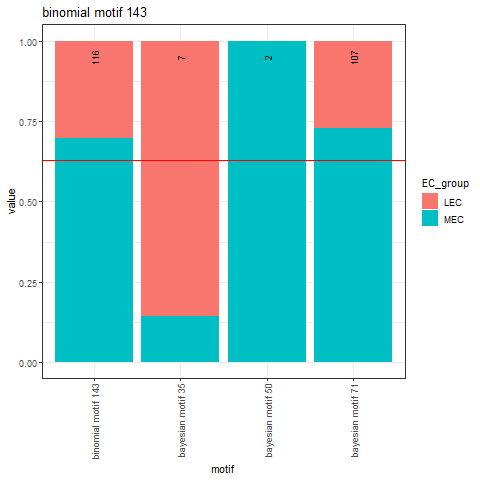 binomial motif 143
1.00
0.75
0.50
0.25
0.00
value
116
7
2
107
binomial motif 143
bayesian motif 35
bayesian motif 50
bayesian motif 71
motif
EC_group
LEC
MEC